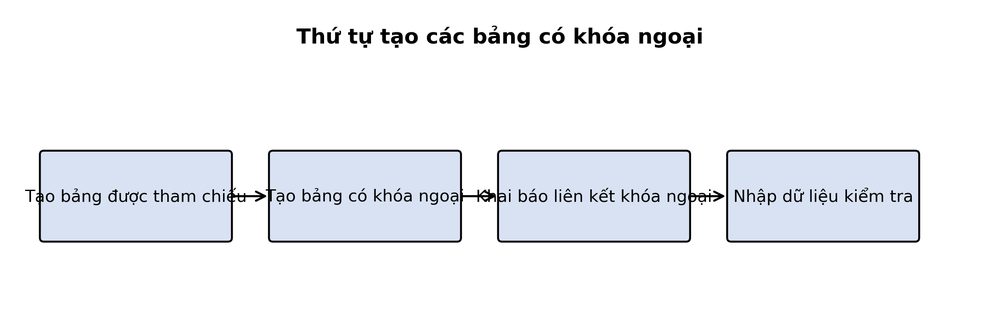 Thứ tự tạo các bảng có khóa ngoại
Tạo bảng được tham chiếu
Tạo bảng có khóa ngoại
Khai báo liên kết khóa ngoại
Nhập dữ liệu kiểm tra